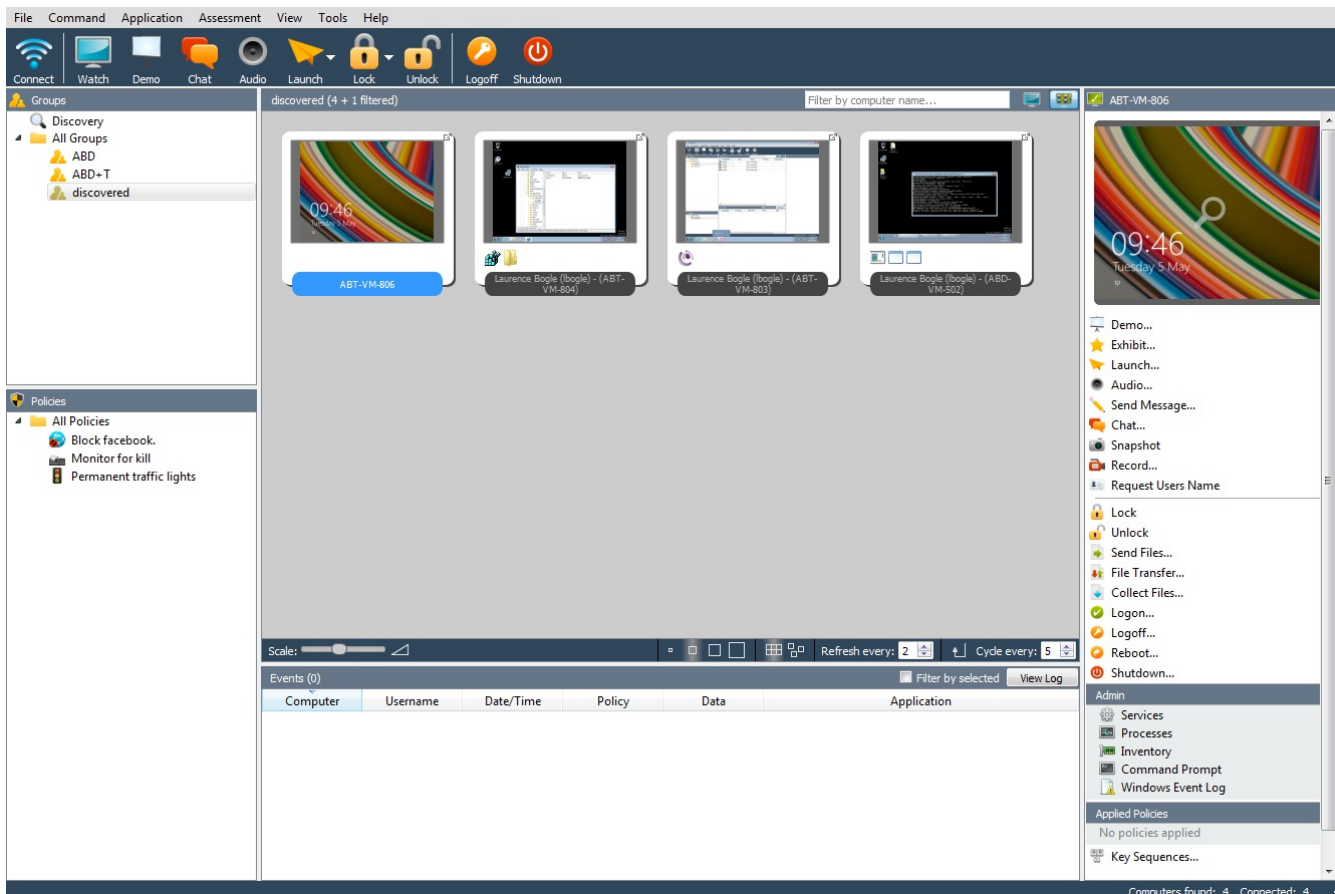 File Command Application Assessment View Tools Help
Connect Watch Demo Chat Audio Launch Lock Unlock Logoff Shutdown
Groups
Discovery
All Groups
ABD
ABD+T
discovered
Policies
All Policies
Block facebook.
Monitor for kill
Permanent traffic lights
discovered (4 + 1 filtered)
Filter by computer name...
09:46
Tuesday 5 May
ABT-VM-806
Laurence Bogle (lbogle) - (ABT-
VM-804)
Laurence Bogle (lbogle) - (ABT-
VM-803)
Laurence Bogle (lbogle) - (ABD-
VM-502)
Scale:
Refresh every: 2
Cycle every: 5
Events (0)
Filter by selected
View Log
Computer Username Date/Time Policy Data Application
ABT-VM-806
09:46
Tuesday 5 May
Demo...
Exhibit...
Launch...
Audio...
Send Message...
Chat...
Snapshot
Record...
Request Users Name
Lock
Unlock
Send Files...
File Transfer...
Collect Files...
Logon...
Logoff...
Reboot...
Shutdown...
Admin
Services
Processes
Inventory
Command Prompt
Windows Event Log
Applied Policies
No policies applied
Key Sequences...
Computers found: 4 Connected: 4